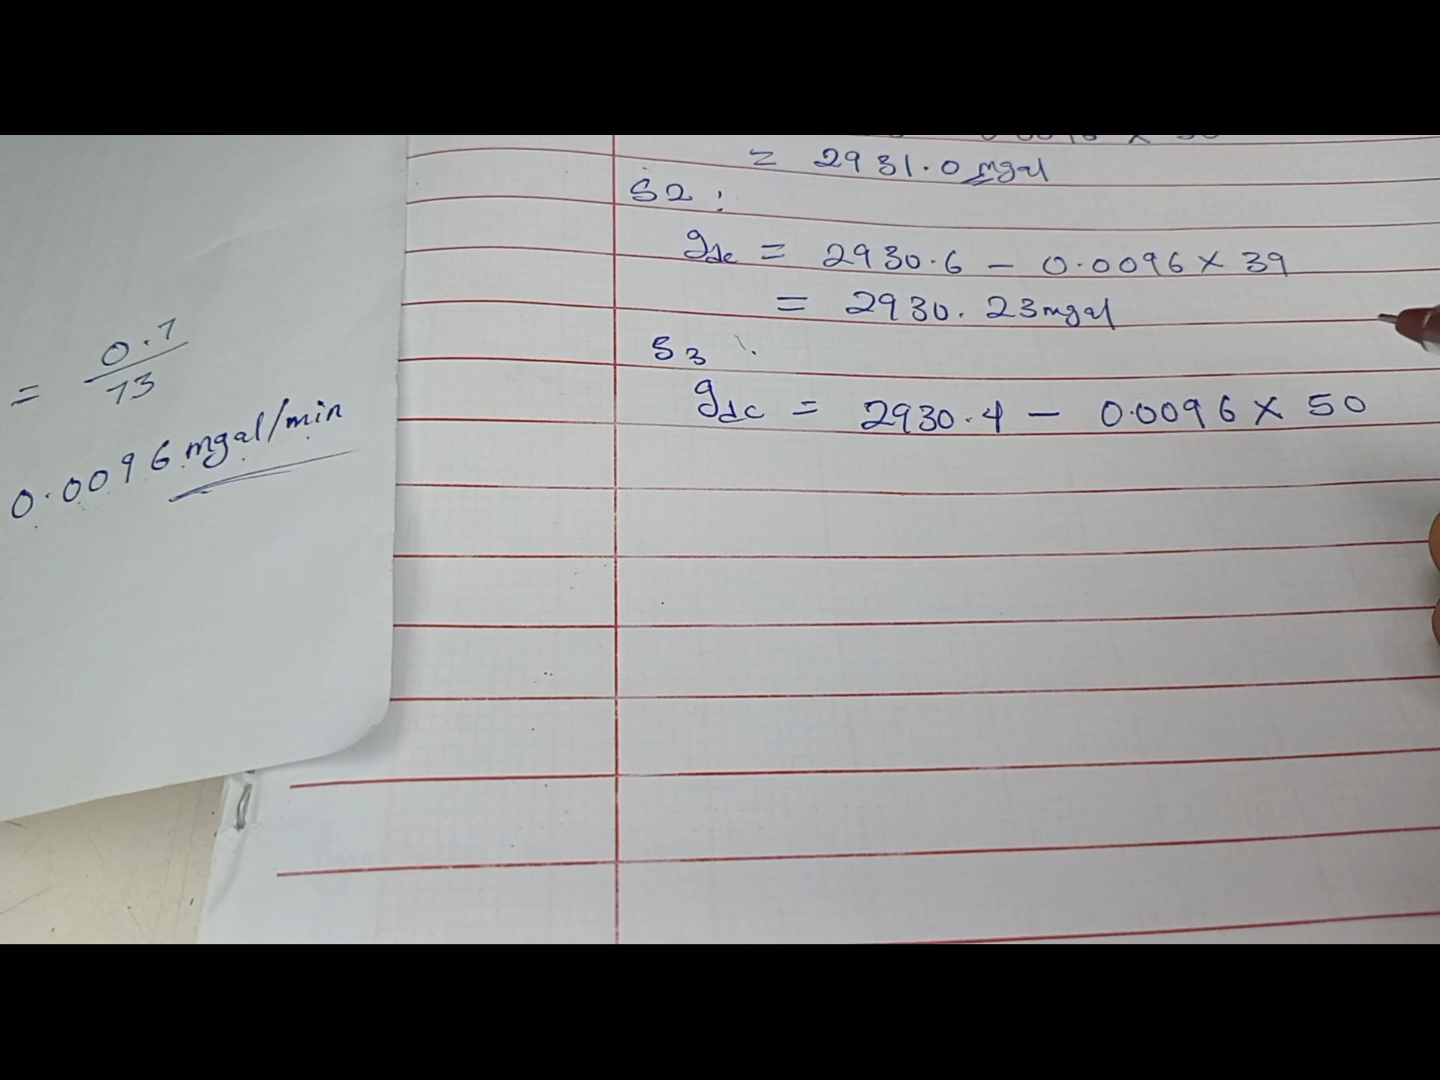 = 0.7
73
0.0096 mgal/min
= 2931.0 mgal
S2 :
gdc = 2930.6 - 0.0096 × 39
= 2930.23 mgal
S3 :
gdc = 2930.4 - 0.0096 × 50